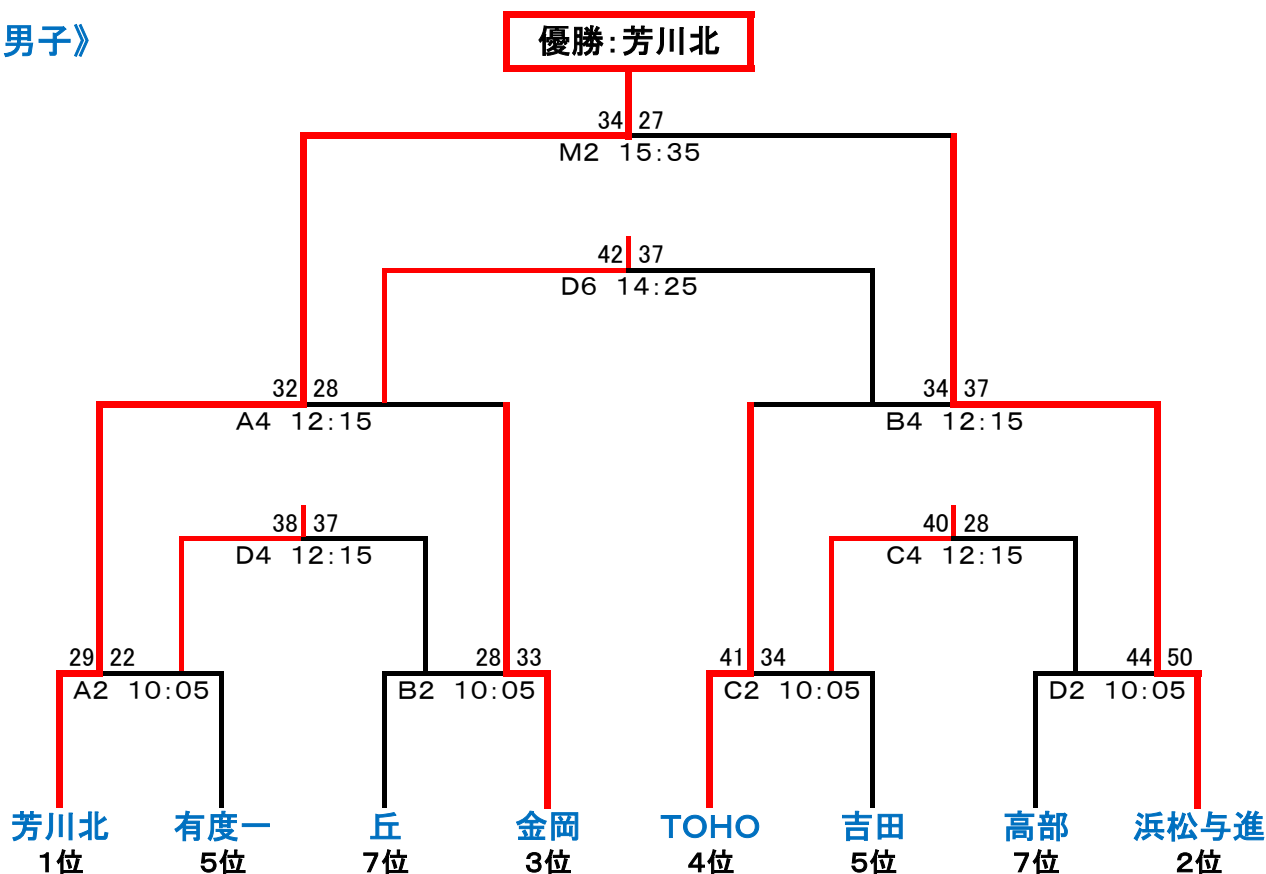 男子》
優勝:芳川北
34 27
M2 15:35
42 37
D6 14:25
32 28
34 37
A4 12:15
B4 12:15
38 37
40 28
D4 12:15
C4 12:15
29 22
28 33
41 34
44 50
A2 10:05
B2 10:05
C2 10:05
D2 10:05
芳川北 有度一 丘 金岡 TOHO 吉田 高部 浜松与進
1位 5位 7位 3位 4位 5位 7位 2位